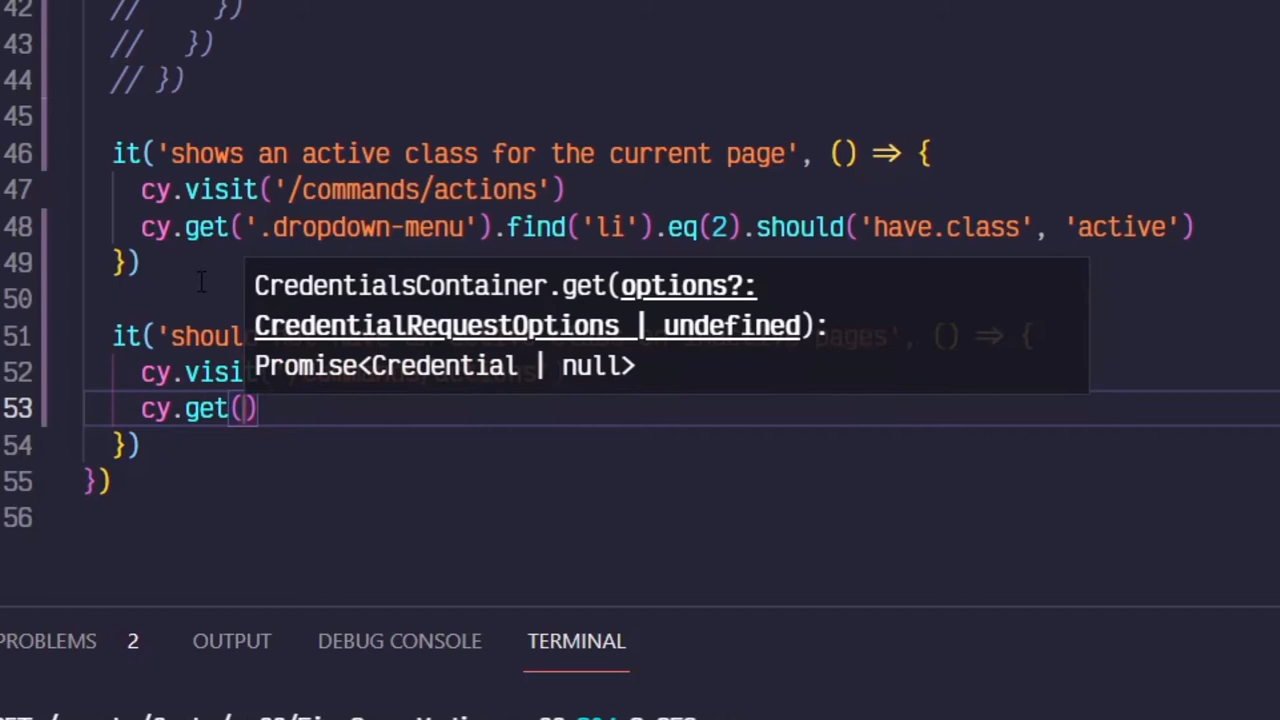 42 // })
43 // })
44 // })
45
46 it('shows an active class for the current page', () => {
47 cy.visit('/commands/actions')
48 cy.get('.dropdown-menu').find('li').eq(2).should('have.class', 'active')
49 })
50
CredentialsContainer.get(options?:
CredentialRequestOptions | undefined):
Promise<Credential | null>
51 it('shoul pages', () => {
52 cy.visit
53 cy.get()
54 })
55 })
56
PROBLEMS 2 OUTPUT DEBUG CONSOLE TERMINAL